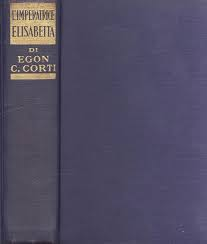 L'IMPERATRICE
ELISABETTA
DI
EGON
C. CORTI